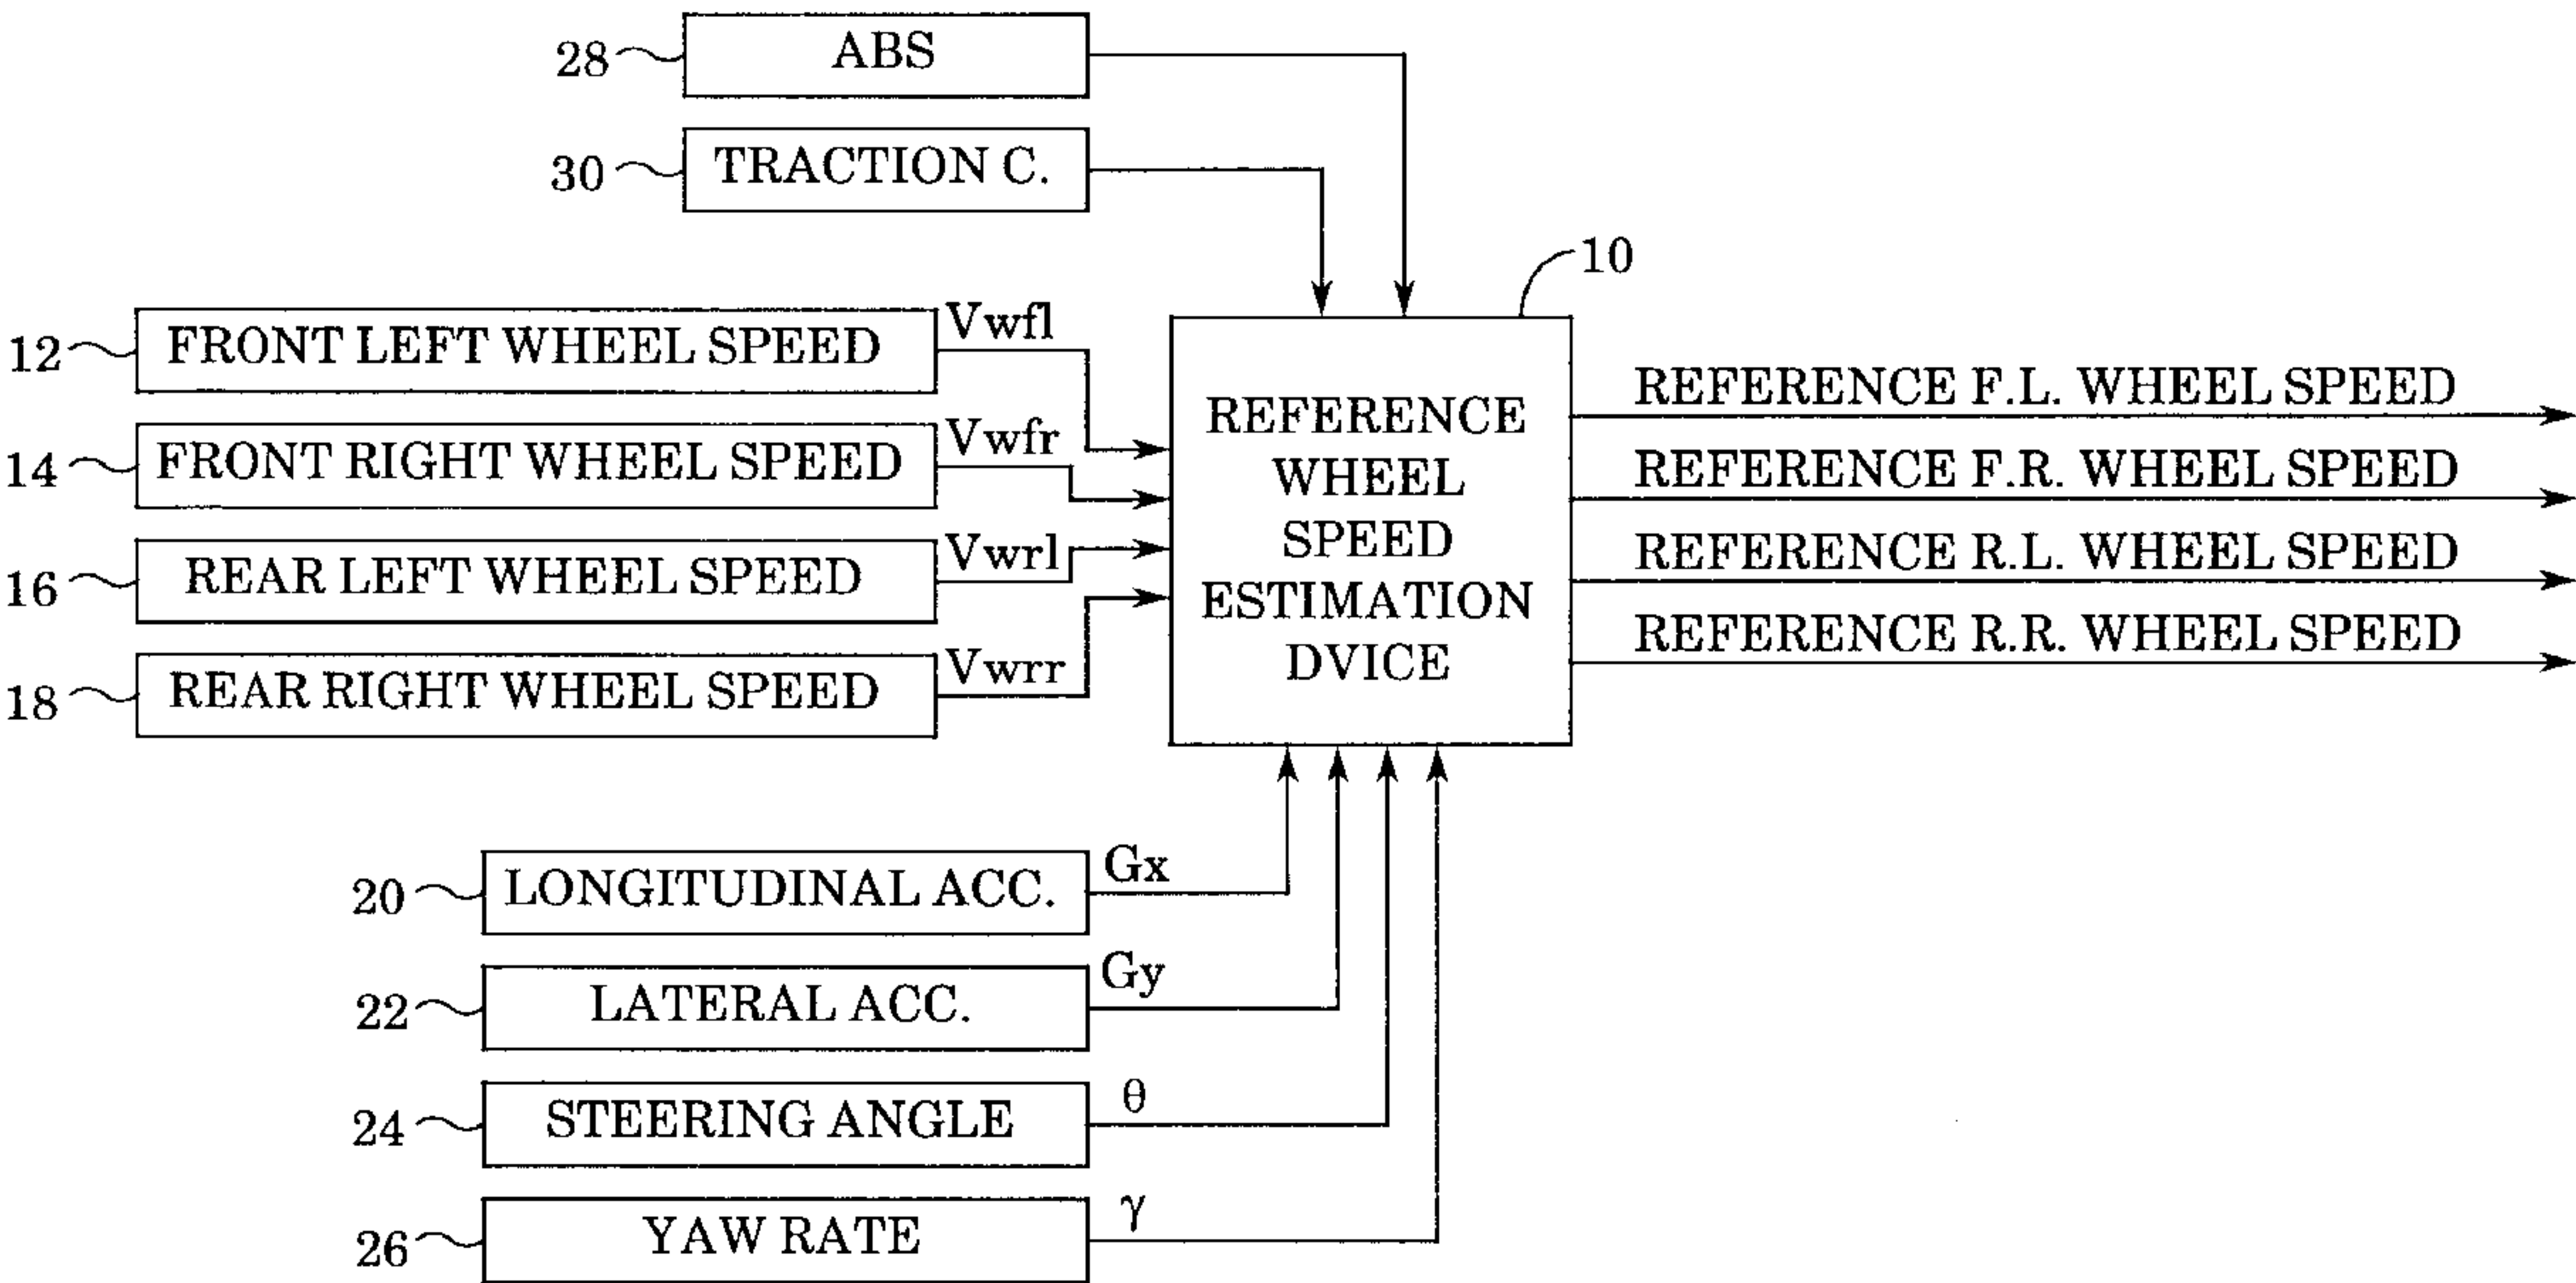 28 ABS
30 TRACTION C.
10
12 FRONT LEFT WHEEL SPEED Vwfl
14 FRONT RIGHT WHEEL SPEED Vwfr
16 REAR LEFT WHEEL SPEED Vwrl
18 REAR RIGHT WHEEL SPEED Vwrr
REFERENCE
WHEEL
SPEED
ESTIMATION
DVICE
REFERENCE F.L. WHEEL SPEED
REFERENCE F.R. WHEEL SPEED
REFERENCE R.L. WHEEL SPEED
REFERENCE R.R. WHEEL SPEED
20 LONGITUDINAL ACC. Gx
22 LATERAL ACC. Gy
24 STEERING ANGLE θ
26 YAW RATE γ